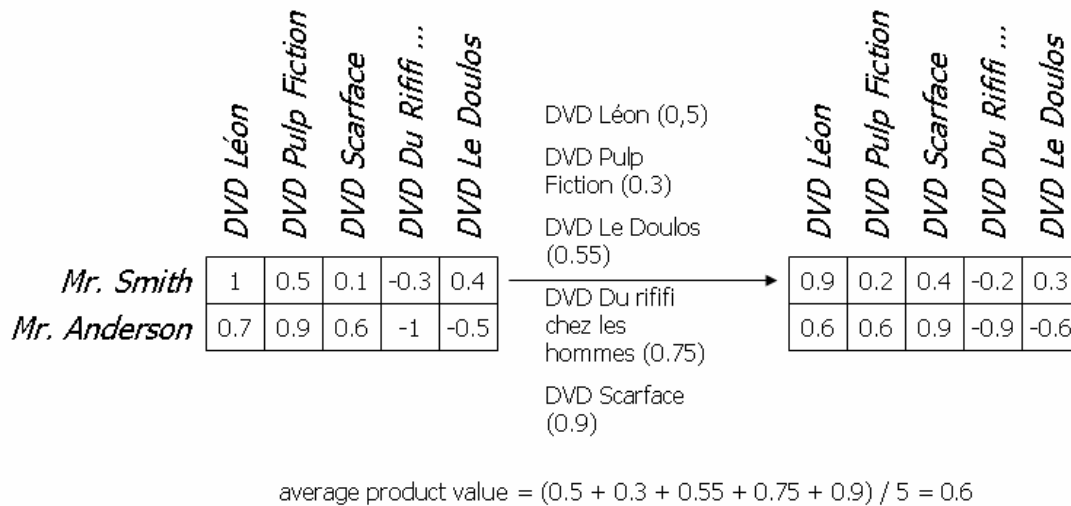 DVD Léon
DVD Pulp Fiction
DVD Scarface
DVD Du Rififi ...
DVD Le Doulos
Mr. Smith 1 0.5 0.1 -0.3 0.4
Mr. Anderson 0.7 0.9 0.6 -1 -0.5
DVD Léon (0,5)
DVD Pulp
Fiction (0.3)
DVD Le Doulos
(0.55)
DVD Du rififi
chez les
hommes (0.75)
DVD Scarface
(0.9)
DVD Léon
DVD Pulp Fiction
DVD Scarface
DVD Du Rififi ...
DVD Le Doulos
0.9 0.2 0.4 -0.2 0.3
0.6 0.6 0.9 -0.9 -0.6
average product value = (0.5 + 0.3 + 0.55 + 0.75 + 0.9) / 5 = 0.6